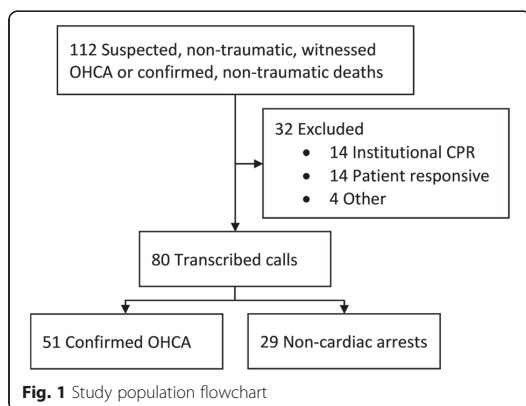 112 Suspected, non-traumatic, witnessed
OHCA or confirmed, non-traumatic deaths
32 Excluded
• 14 Institutional CPR
• 14 Patient responsive
• 4 Other
80 Transcribed calls
51 Confirmed OHCA
29 Non-cardiac arrests
Fig. 1 Study population flowchart